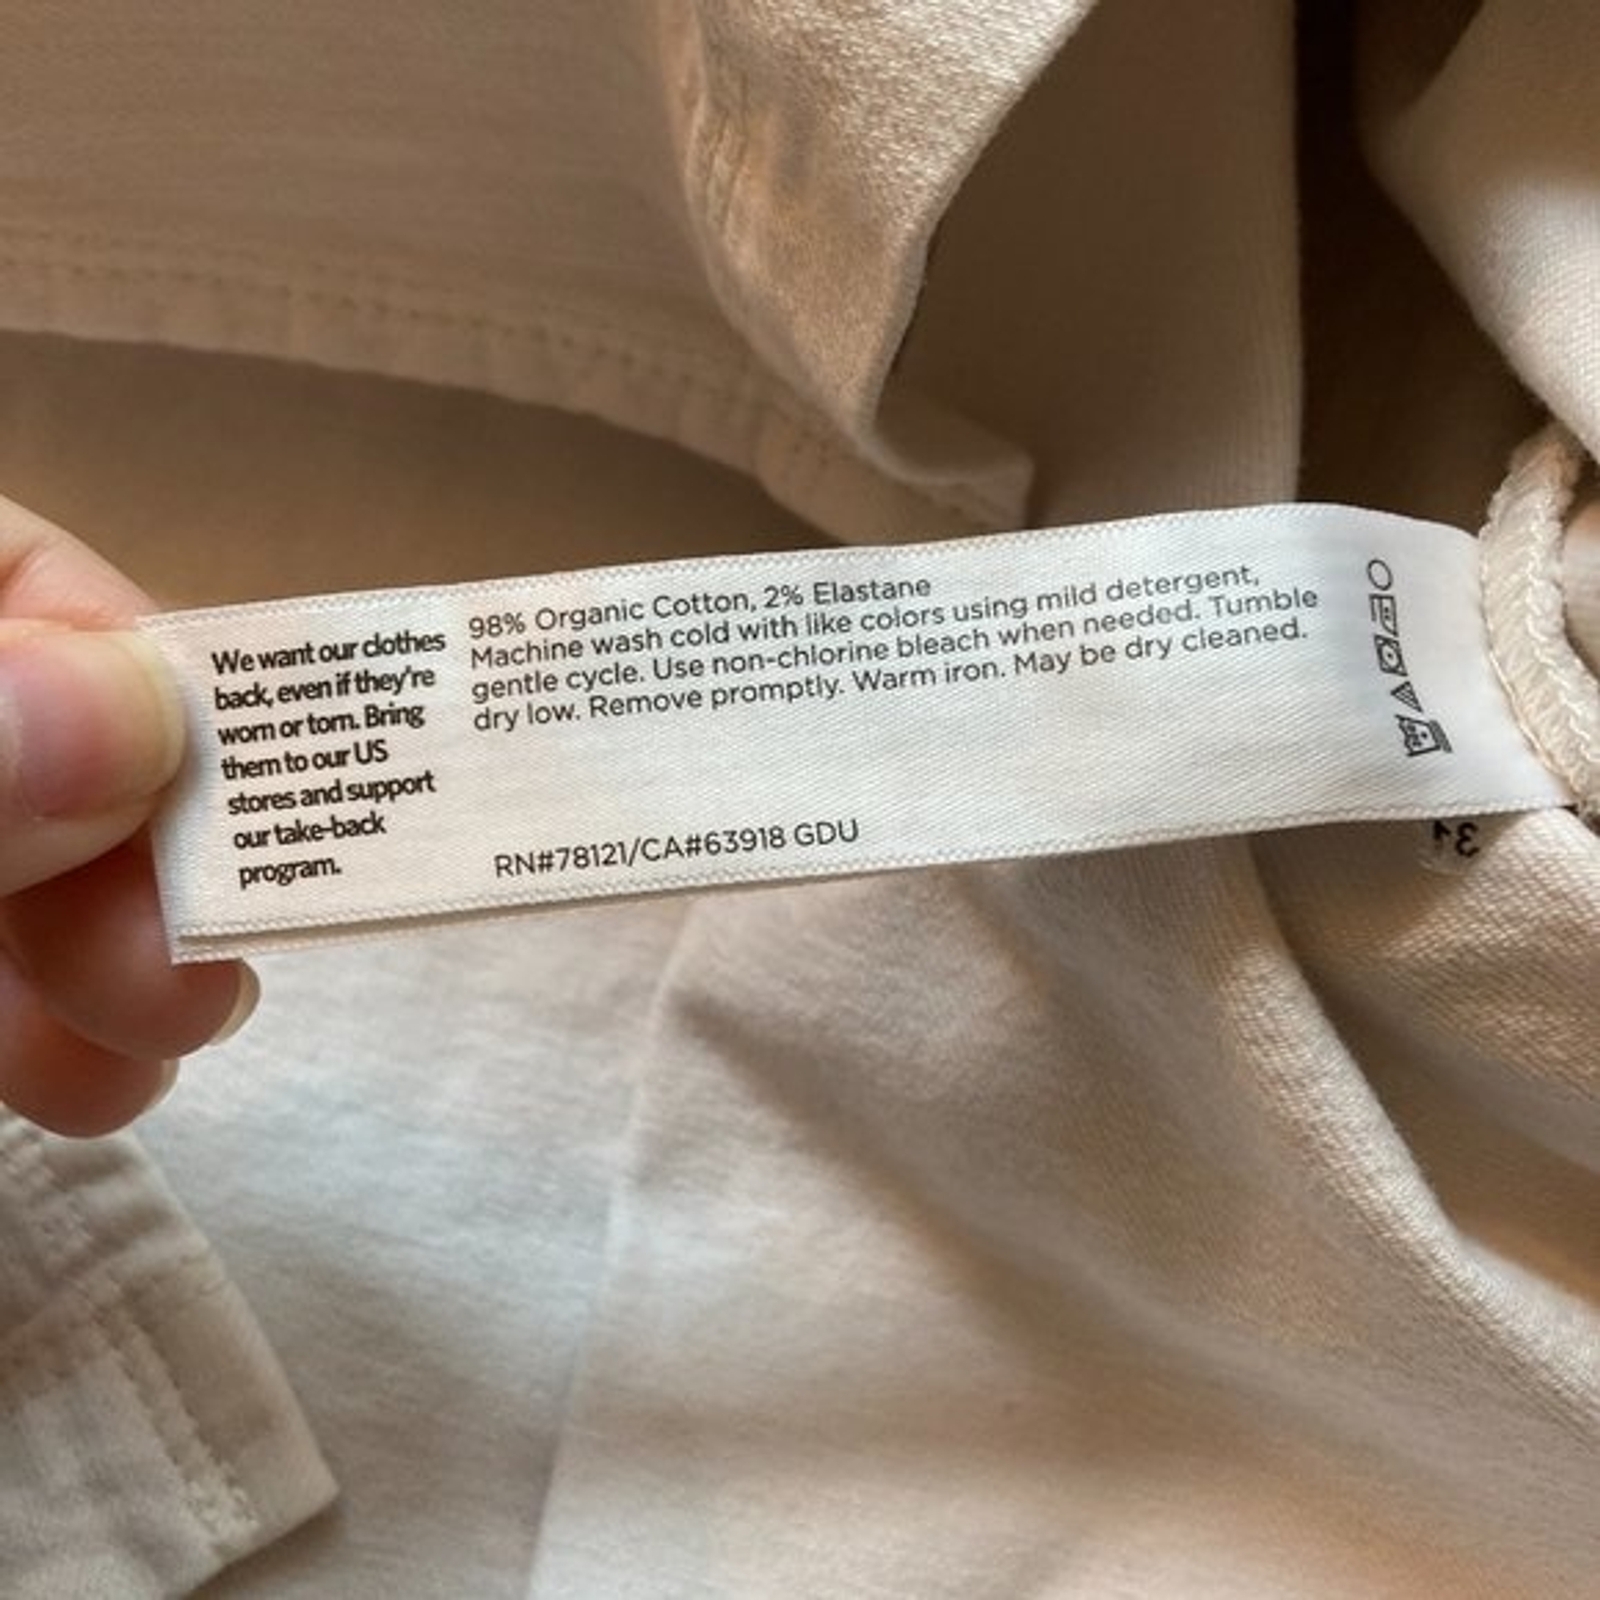 We want our clothes
back, even if they're
worn or torn. Bring
them to our US
stores and support
our take-back
program.
98% Organic Cotton, 2% Elastane
Machine wash cold with like colors using mild detergent,
gentle cycle. Use non-chlorine bleach when needed. Tumble
dry low. Remove promptly. Warm iron. May be dry cleaned.
RN#78121/CA#63918 GDU
31